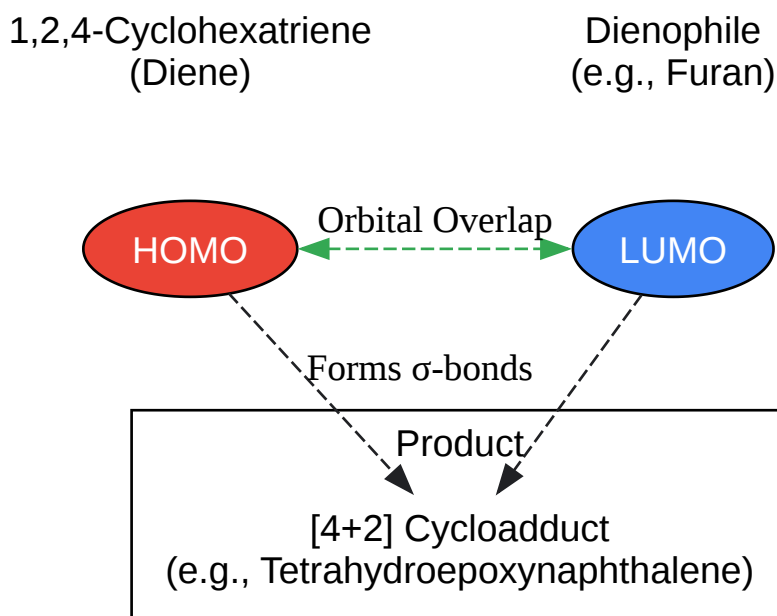 1,2,4-Cyclohexatriene
(Diene)
Dienophile
(e.g., Furan)
Orbital Overlap
HOMO
LUMO
Forms σ-bonds
Product
[4+2] Cycloadduct
(e.g., Tetrahydroepoxynaphthalene)